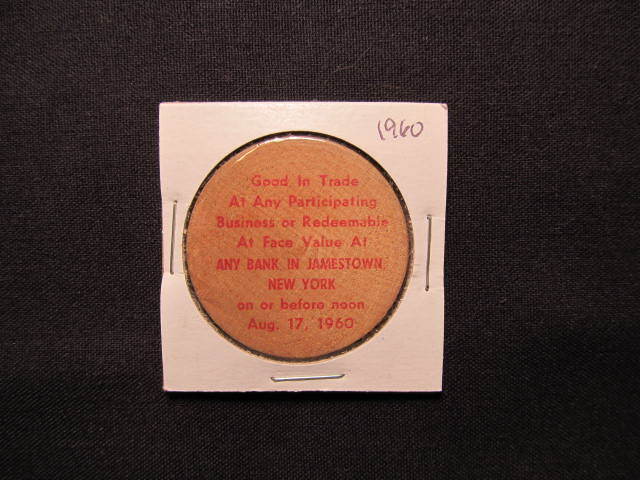 1960
Good In Trade
At Any Participating
Business or Redeemable
At Face Value At
ANY BANK IN JAMESTOWN,
NEW YORK
on or before noon
Aug. 17, 1960